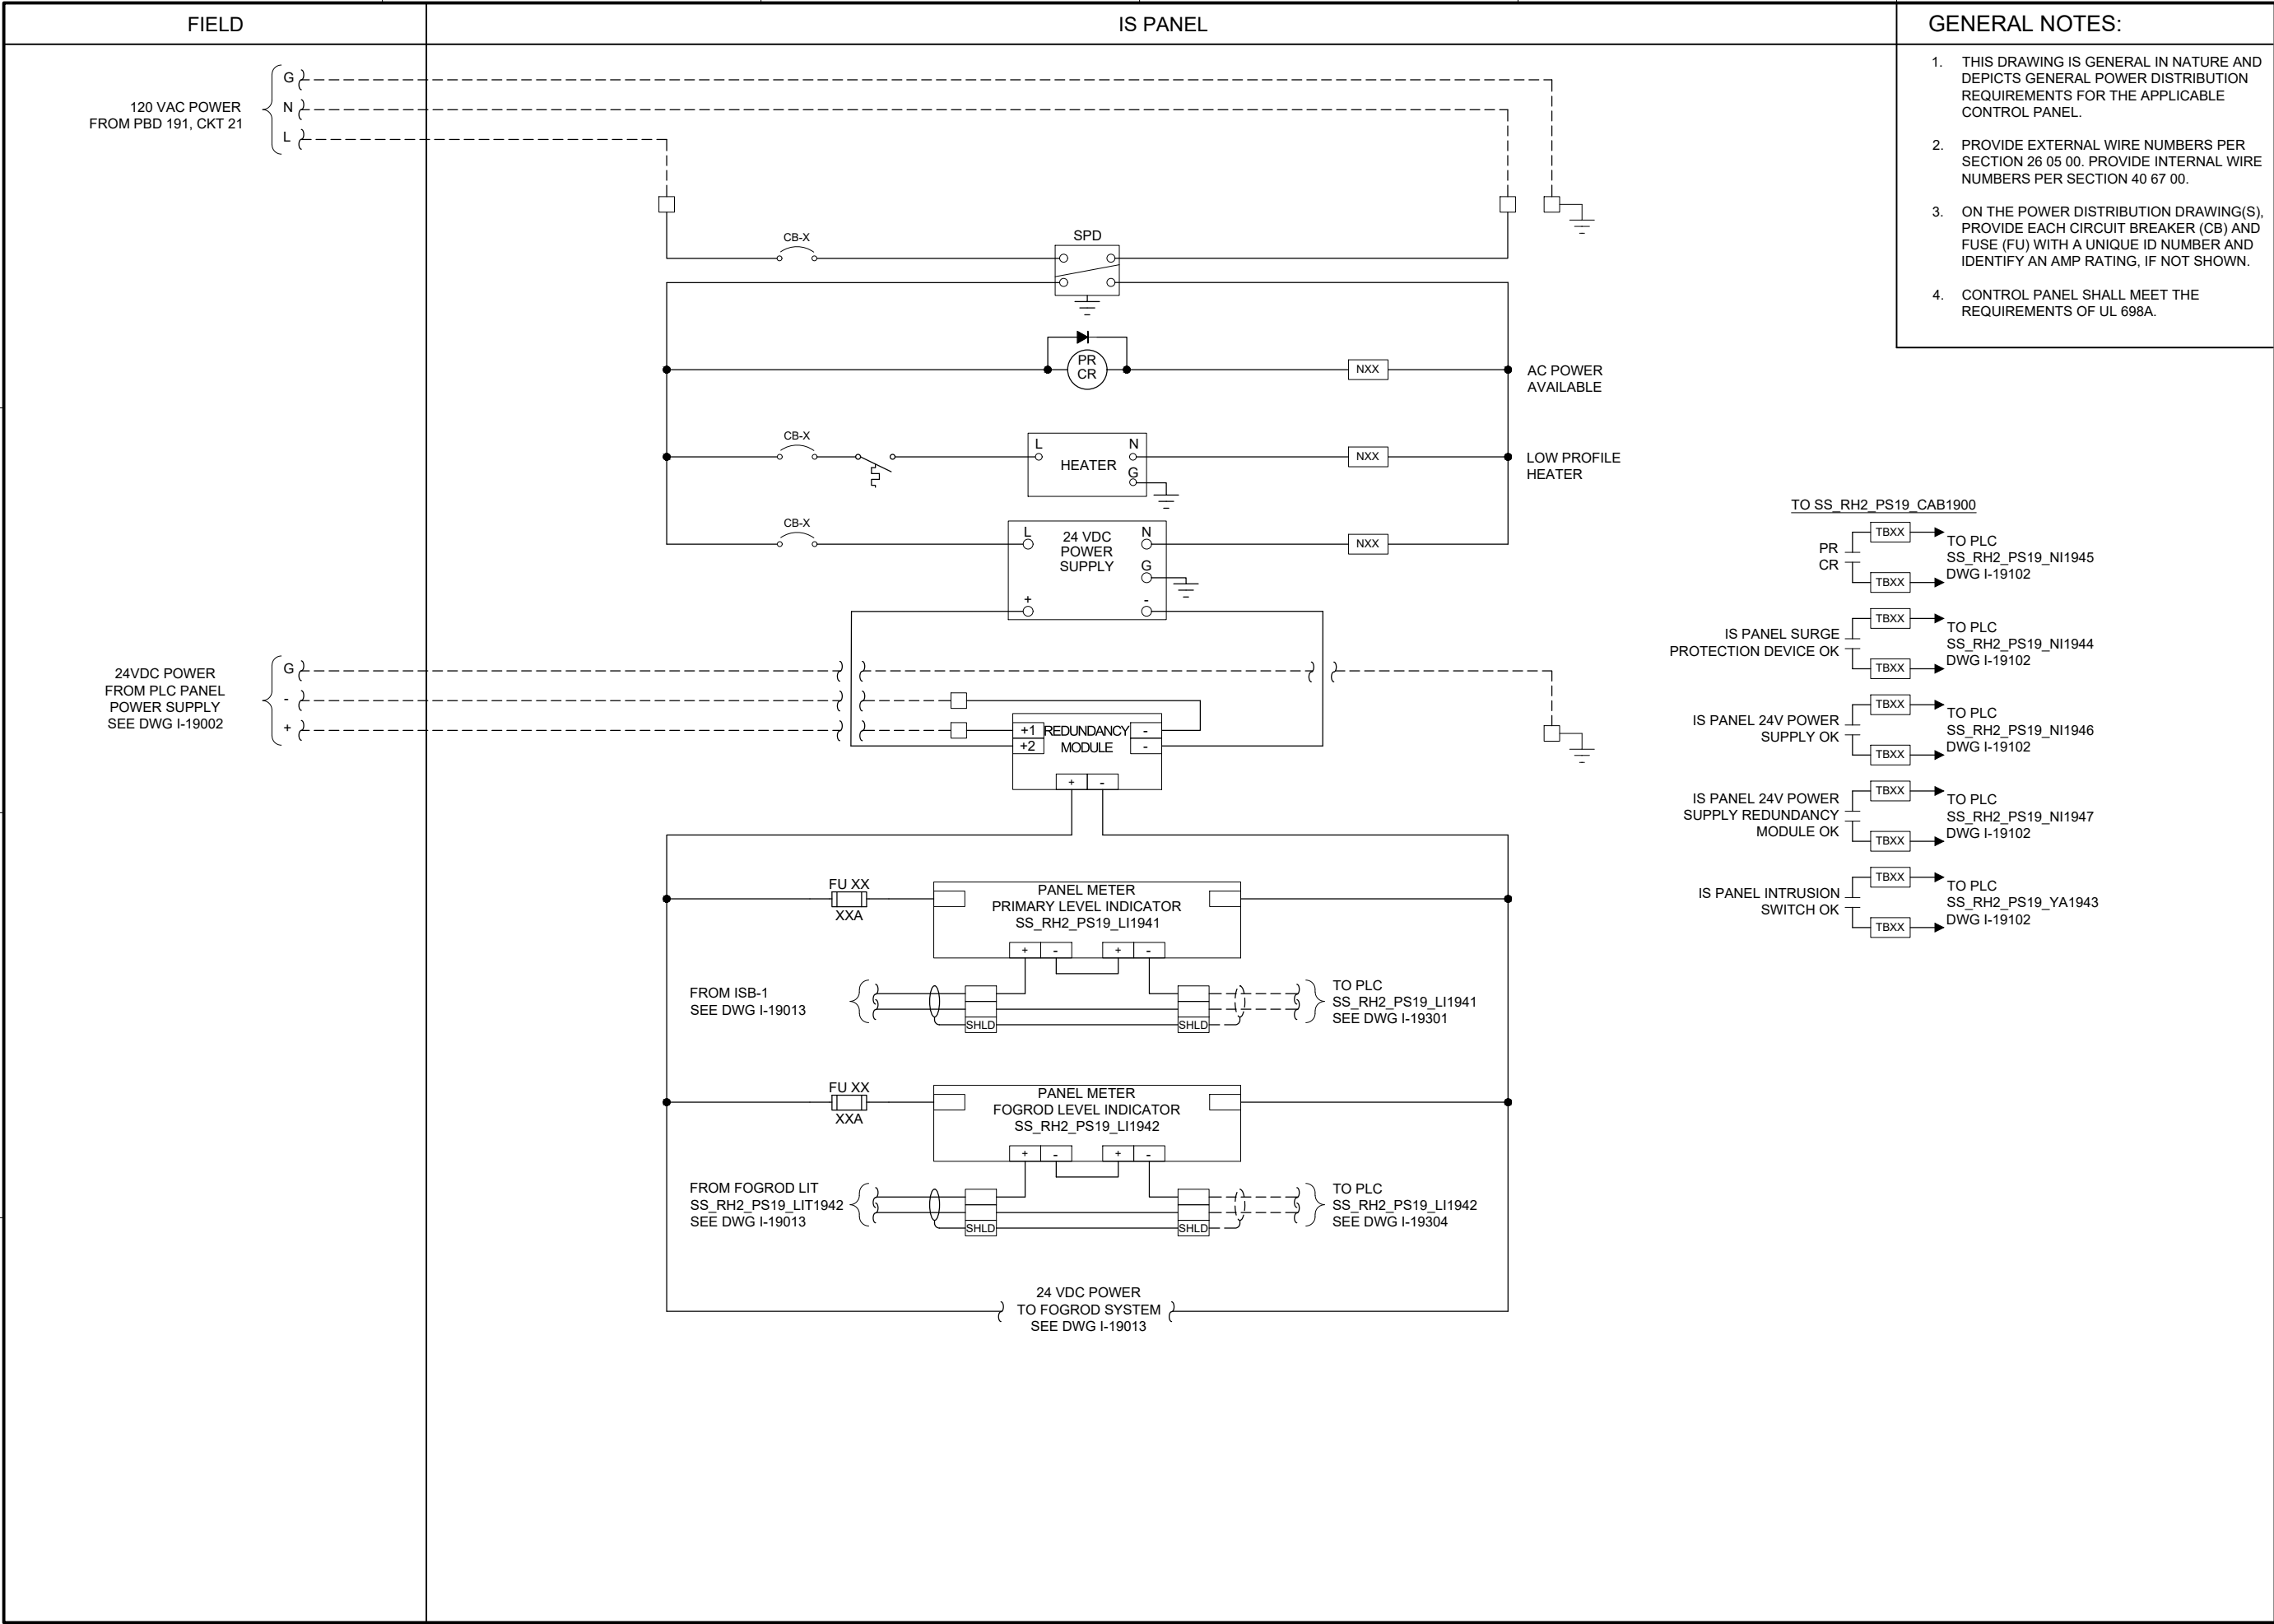 FIELD
IS PANEL
GENERAL NOTES:
1. THIS DRAWING IS GENERAL IN NATURE AND
DEPICTS GENERAL POWER DISTRIBUTION
REQUIREMENTS FOR THE APPLICABLE
CONTROL PANEL.
2. PROVIDE EXTERNAL WIRE NUMBERS PER
SECTION 26 05 00. PROVIDE INTERNAL WIRE
NUMBERS PER SECTION 40 67 00.
3. ON THE POWER DISTRIBUTION DRAWING(S),
PROVIDE EACH CIRCUIT BREAKER (CB) AND
FUSE (FU) WITH A UNIQUE ID NUMBER AND
IDENTIFY AN AMP RATING, IF NOT SHOWN.
4. CONTROL PANEL SHALL MEET THE
REQUIREMENTS OF UL 698A.
120 VAC POWER
FROM PBD 191, CKT 21
G
N
L
CB-X
SPD
PR
CR
NXX
AC POWER
AVAILABLE
CB-X
L
HEATER
N
G
NXX
LOW PROFILE
HEATER
CB-X
L
24 VDC
POWER
SUPPLY
N
G
+
-
NXX
24VDC POWER
FROM PLC PANEL
POWER SUPPLY
SEE DWG I-19002
G
-
+
+1
REDUNDANCY
-
+2
MODULE
-
+
-
FU XX
XXA
PANEL METER
PRIMARY LEVEL INDICATOR
SS_RH2_PS19_LI1941
+
-
+
-
FROM ISB-1
SEE DWG I-19013
SHLD
SHLD
TO PLC
SS_RH2_PS19_LI1941
SEE DWG I-19301
FU XX
XXA
PANEL METER
FOGROD LEVEL INDICATOR
SS_RH2_PS19_LI1942
+
-
+
-
FROM FOGROD LIT
SS_RH2_PS19_LIT1942
SEE DWG I-19013
SHLD
SHLD
TO PLC
SS_RH2_PS19_LI1942
SEE DWG I-19304
24 VDC POWER
TO FOGROD SYSTEM
SEE DWG I-19013
TO SS_RH2_PS19_CAB1900
PR
CR
TBXX
TBXX
TO PLC
SS_RH2_PS19_NI1945
DWG I-19102
IS PANEL SURGE
PROTECTION DEVICE OK
TBXX
TBXX
TO PLC
SS_RH2_PS19_NI1944
DWG I-19102
IS PANEL 24V POWER
SUPPLY OK
TBXX
TBXX
TO PLC
SS_RH2_PS19_NI1946
DWG I-19102
IS PANEL 24V POWER
SUPPLY REDUNDANCY
MODULE OK
TBXX
TBXX
TO PLC
SS_RH2_PS19_NI1947
DWG I-19102
IS PANEL INTRUSION
SWITCH OK
TBXX
TBXX
TO PLC
SS_RH2_PS19_YA1943
DWG I-19102